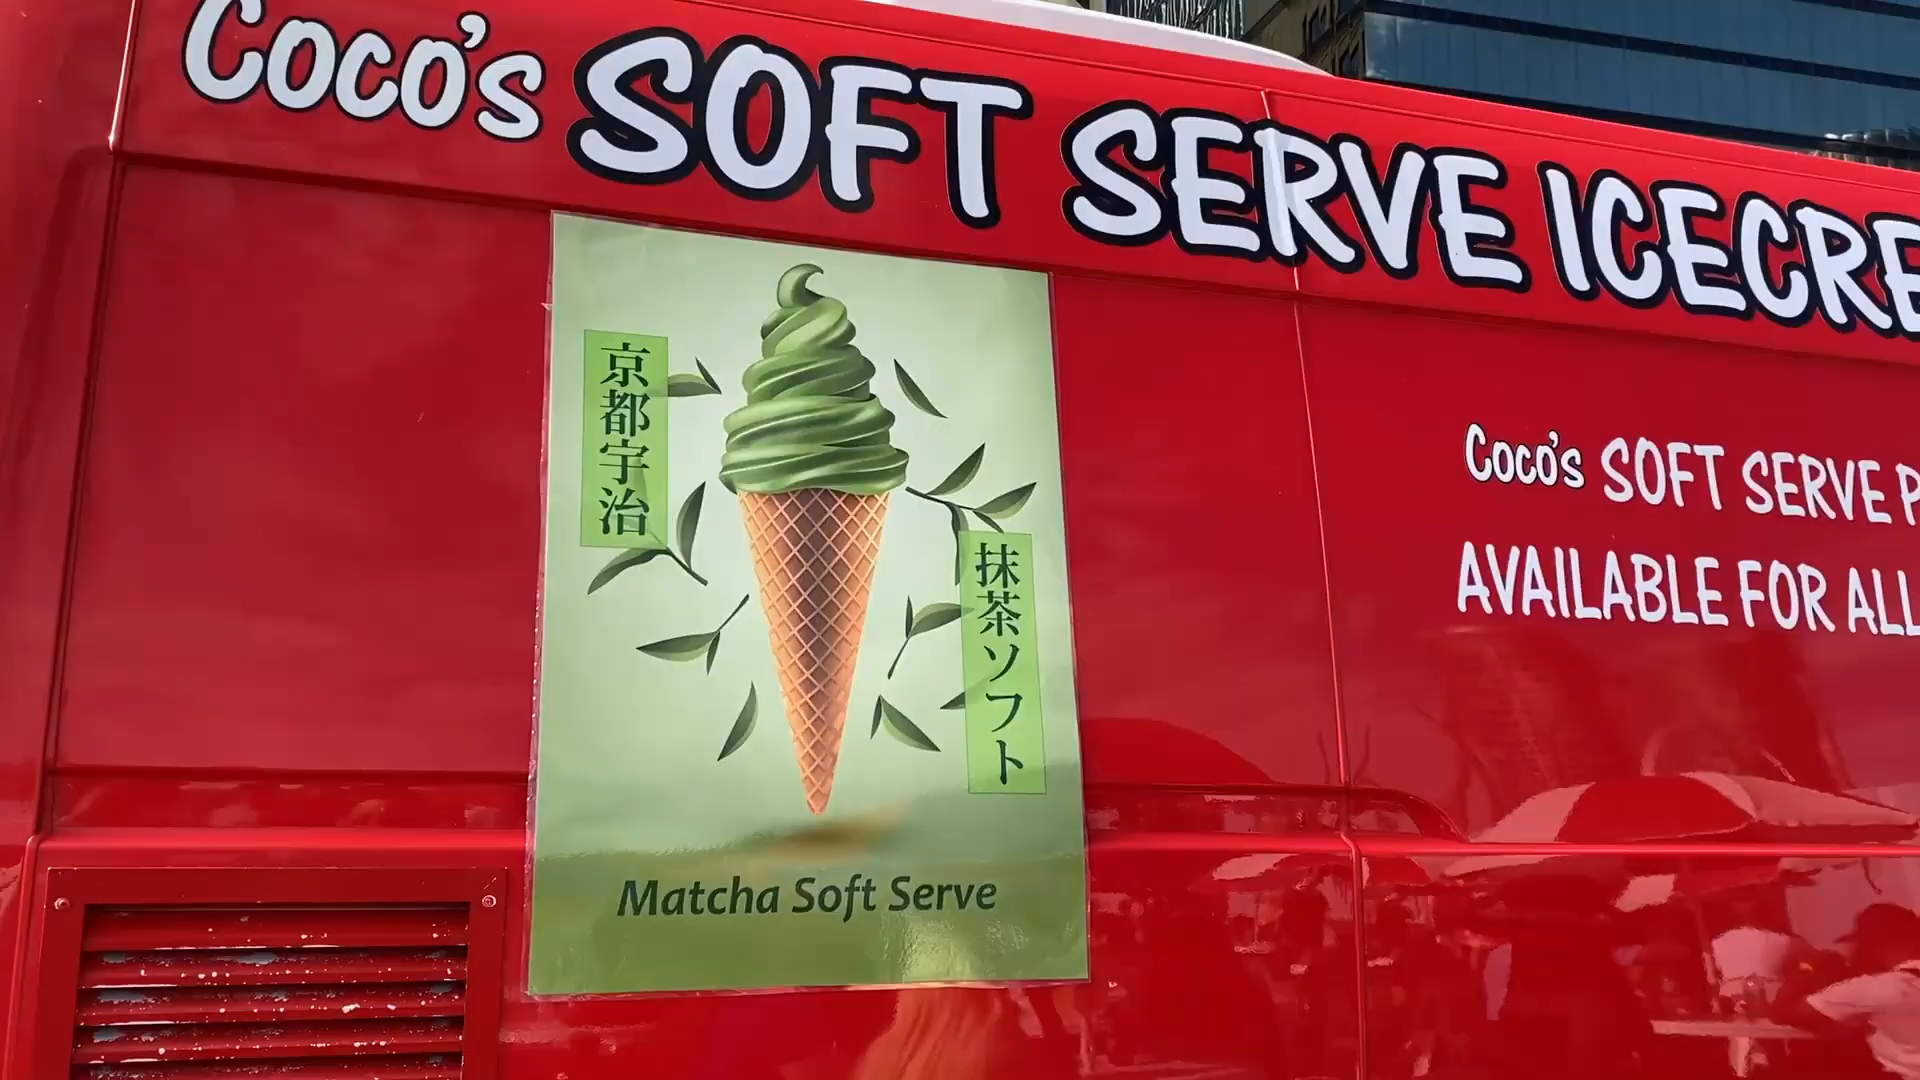 Coco's SOFT SERVE ICECRE
京都宇治
抹茶ソフト
Matcha Soft Serve
Coco's SOFT SERVE P
AVAILABLE FOR ALL